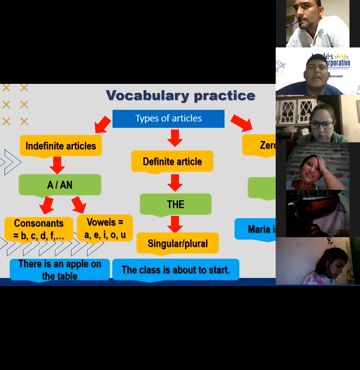 Vocabulary practice
Types of articles
Indefinite articles
A / AN
Consonants
= b, c, d, f,...
Vowels =
a, e, i, o, u
There is an apple on
the table
Definite article
THE
Singular/plural
The class is about to start.
Zero
Maria i